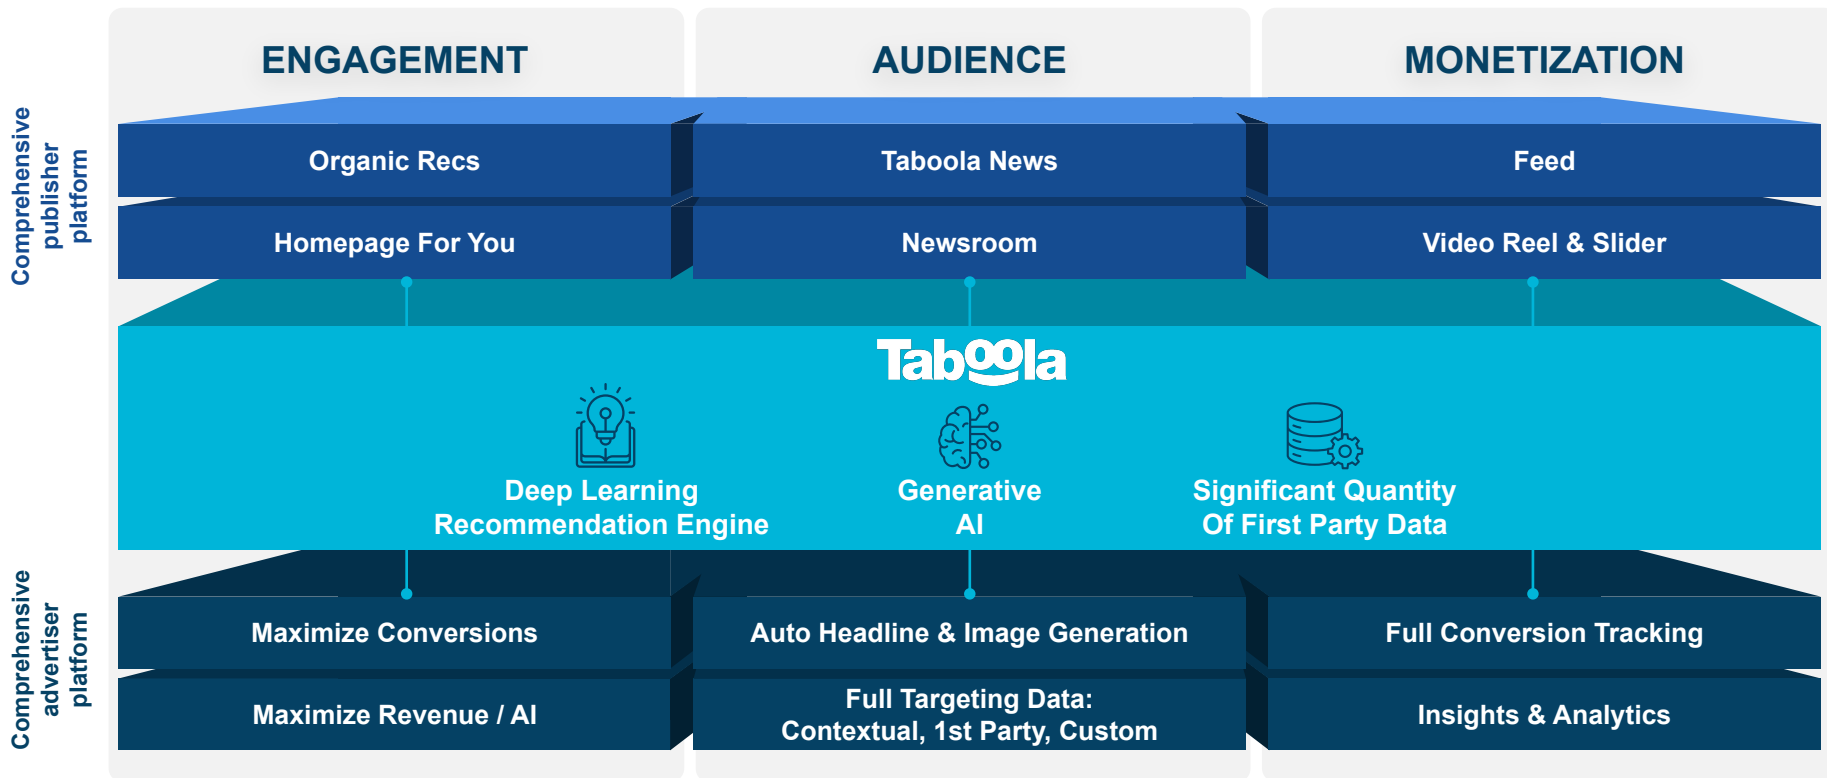 ENGAGEMENT
AUDIENCE
MONETIZATION
Comprehensive
publisher
platform
Organic Recs
Taboola News
Feed
Homepage For You
Newsroom
Video Reel & Slider
Taboola
Deep Learning
Recommendation Engine
Generative
AI
Significant Quantity
Of First Party Data
Comprehensive
advertiser
platform
Maximize Conversions
Auto Headline & Image Generation
Full Conversion Tracking
Maximize Revenue / AI
Full Targeting Data:
Contextual, 1st Party, Custom
Insights & Analytics